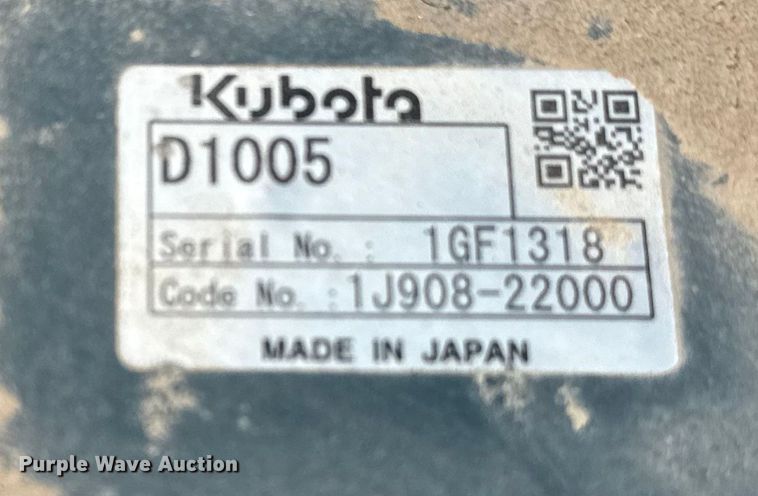 Kubota
D1005
Serial No. : 1GF1318
Code No. : 1J908-22000
MADE IN JAPAN
Purple Wave Auction